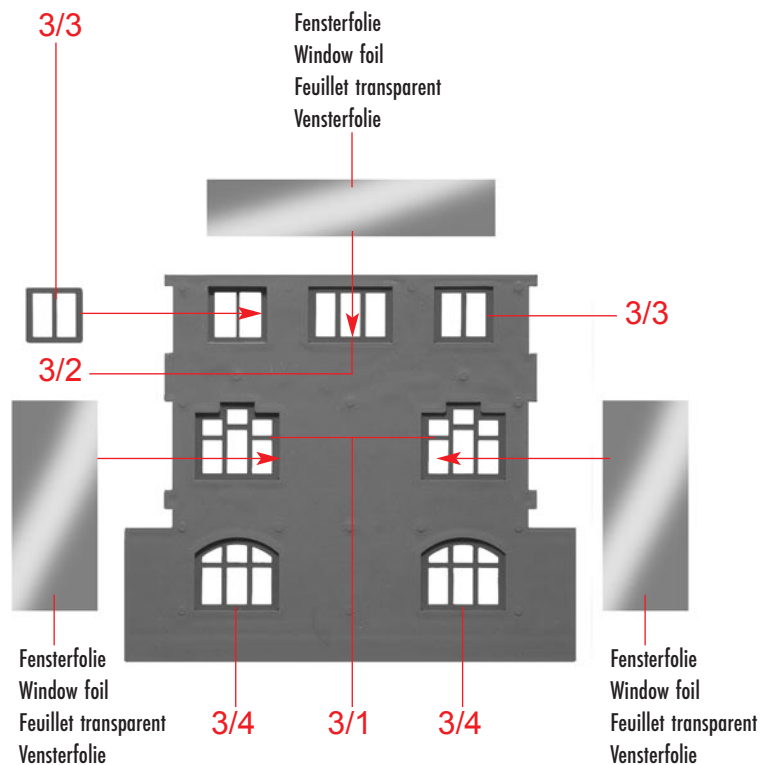 3/3
Fensterfolie
Window foil
Feuillet transparent
Vensterfolie
3/3
3/2
Fensterfolie
Window foil
Feuillet transparent
Vensterfolie
3/4
3/1
3/4
Fensterfolie
Window foil
Feuillet transparent
Vensterfolie